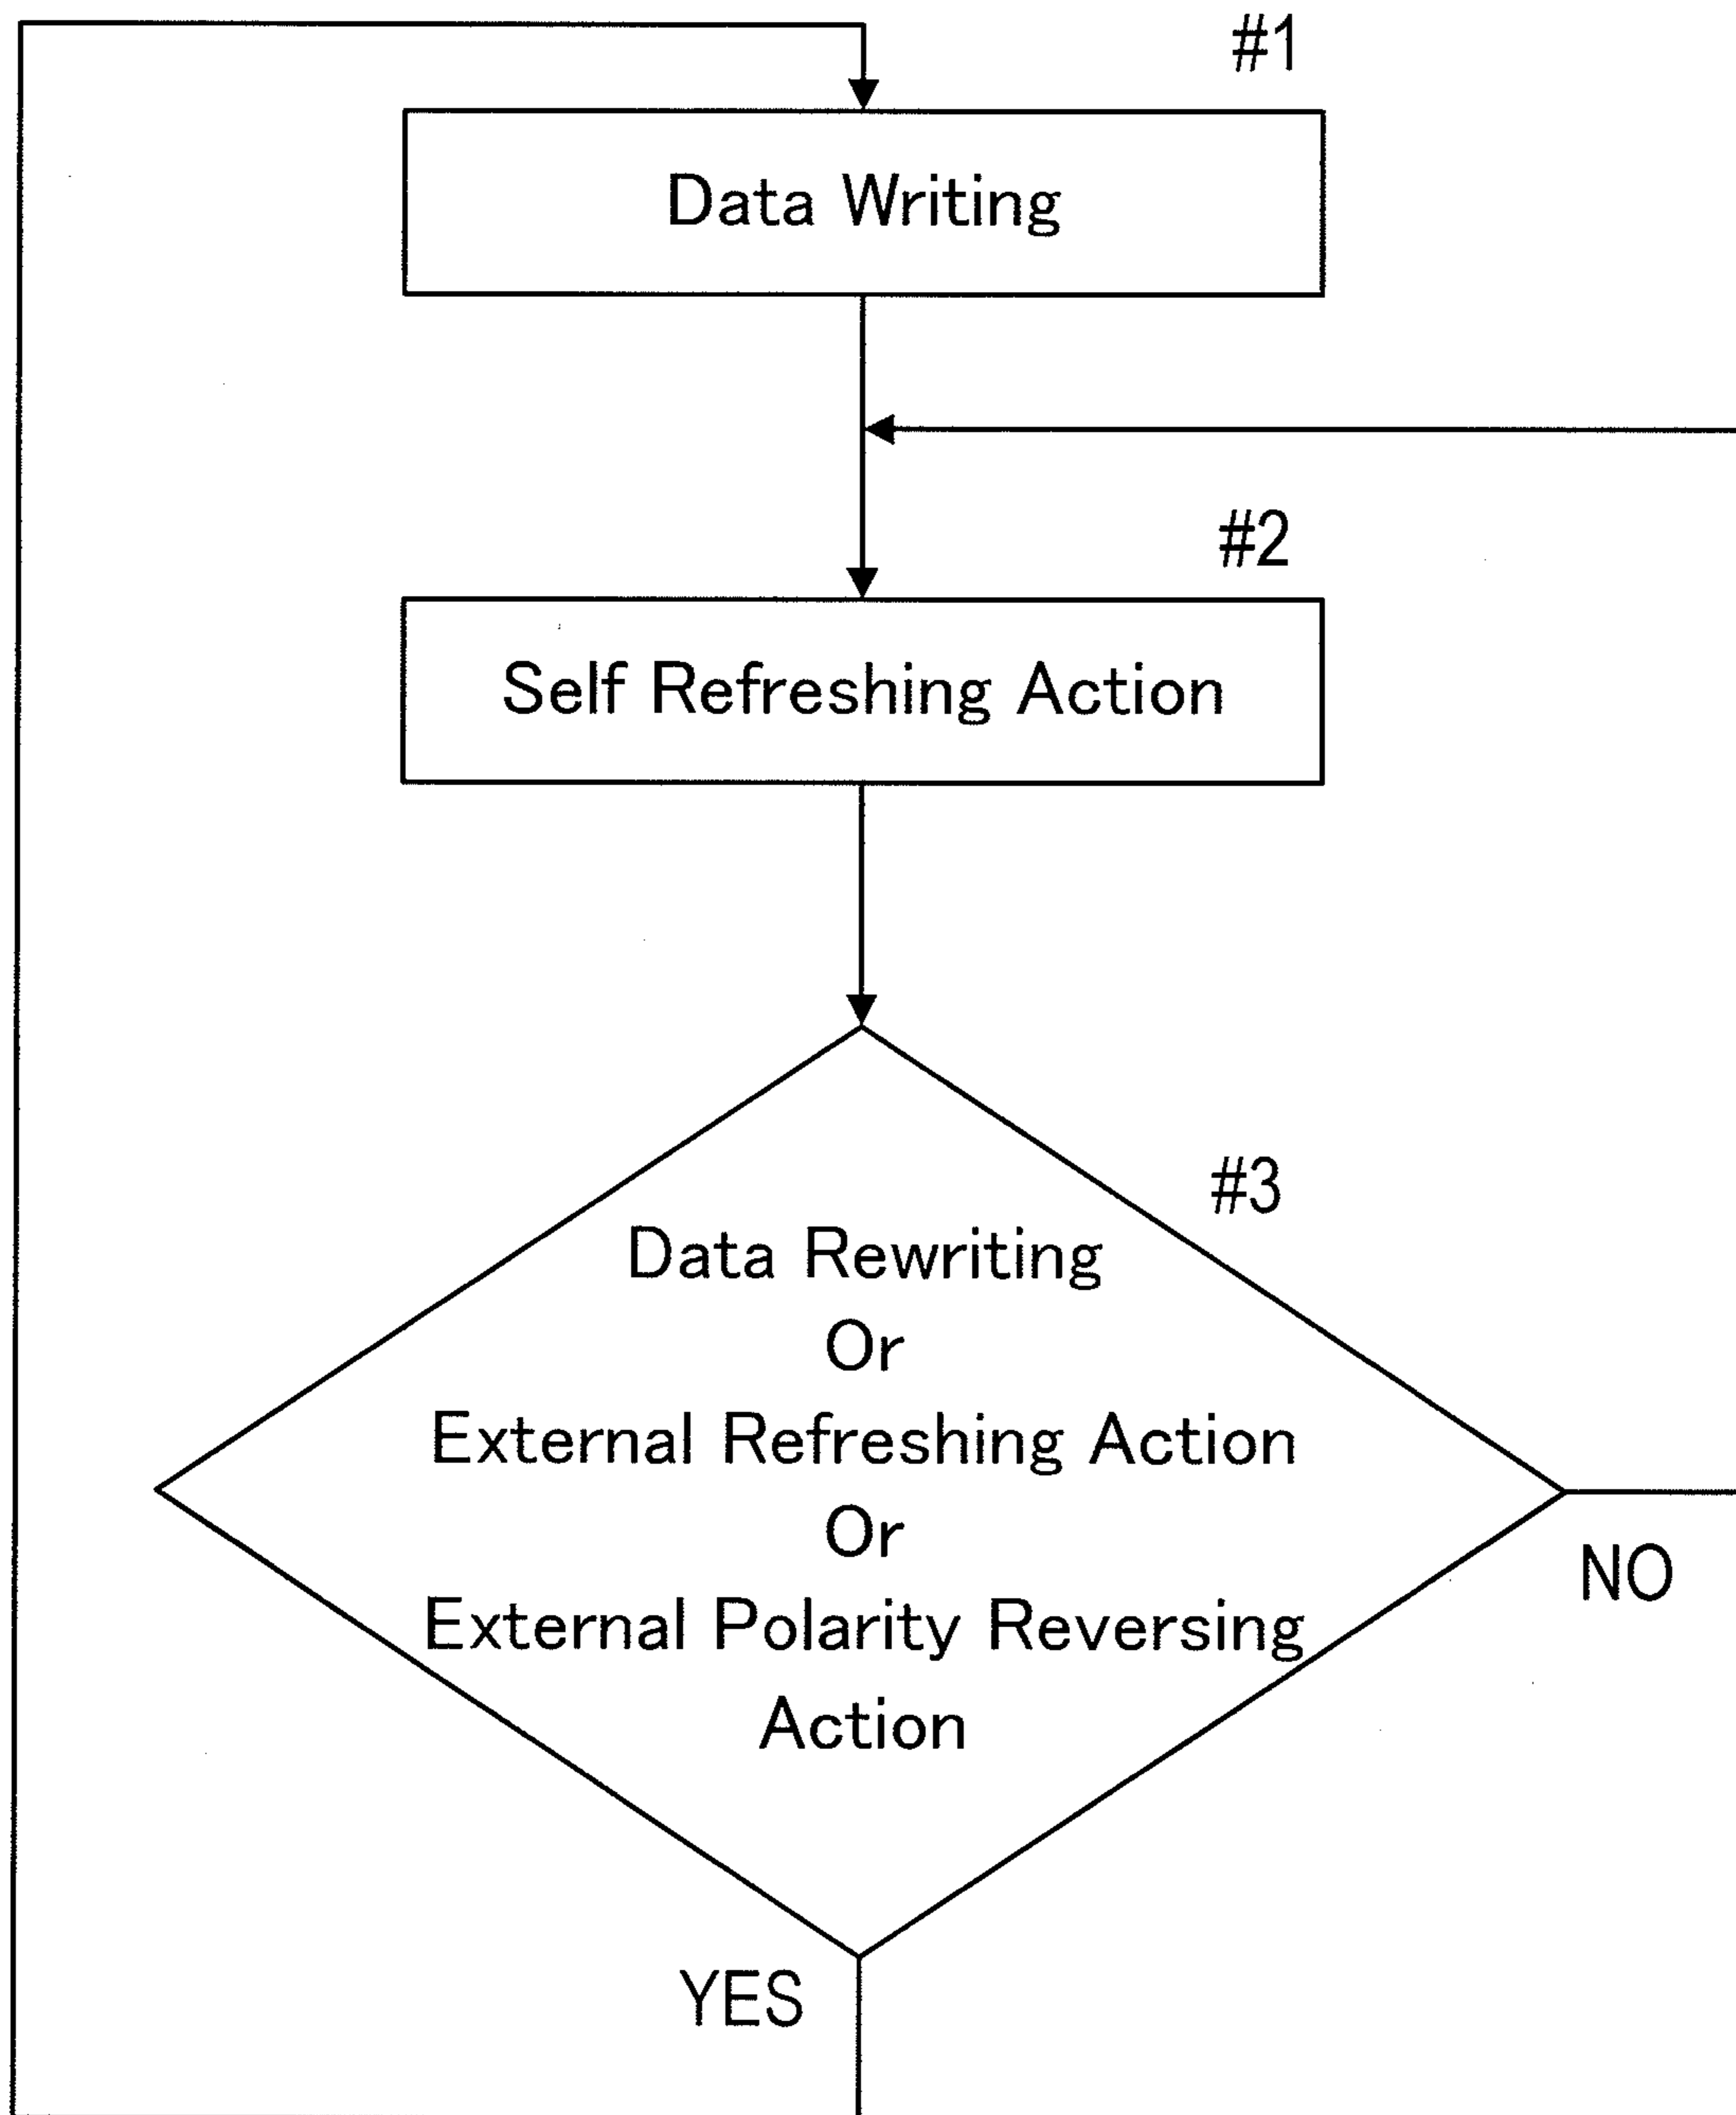 #1
Data Writing
#2
Self Refreshing Action
#3
Data Rewriting
Or
External Refreshing Action
Or
External Polarity Reversing
Action
NO
YES